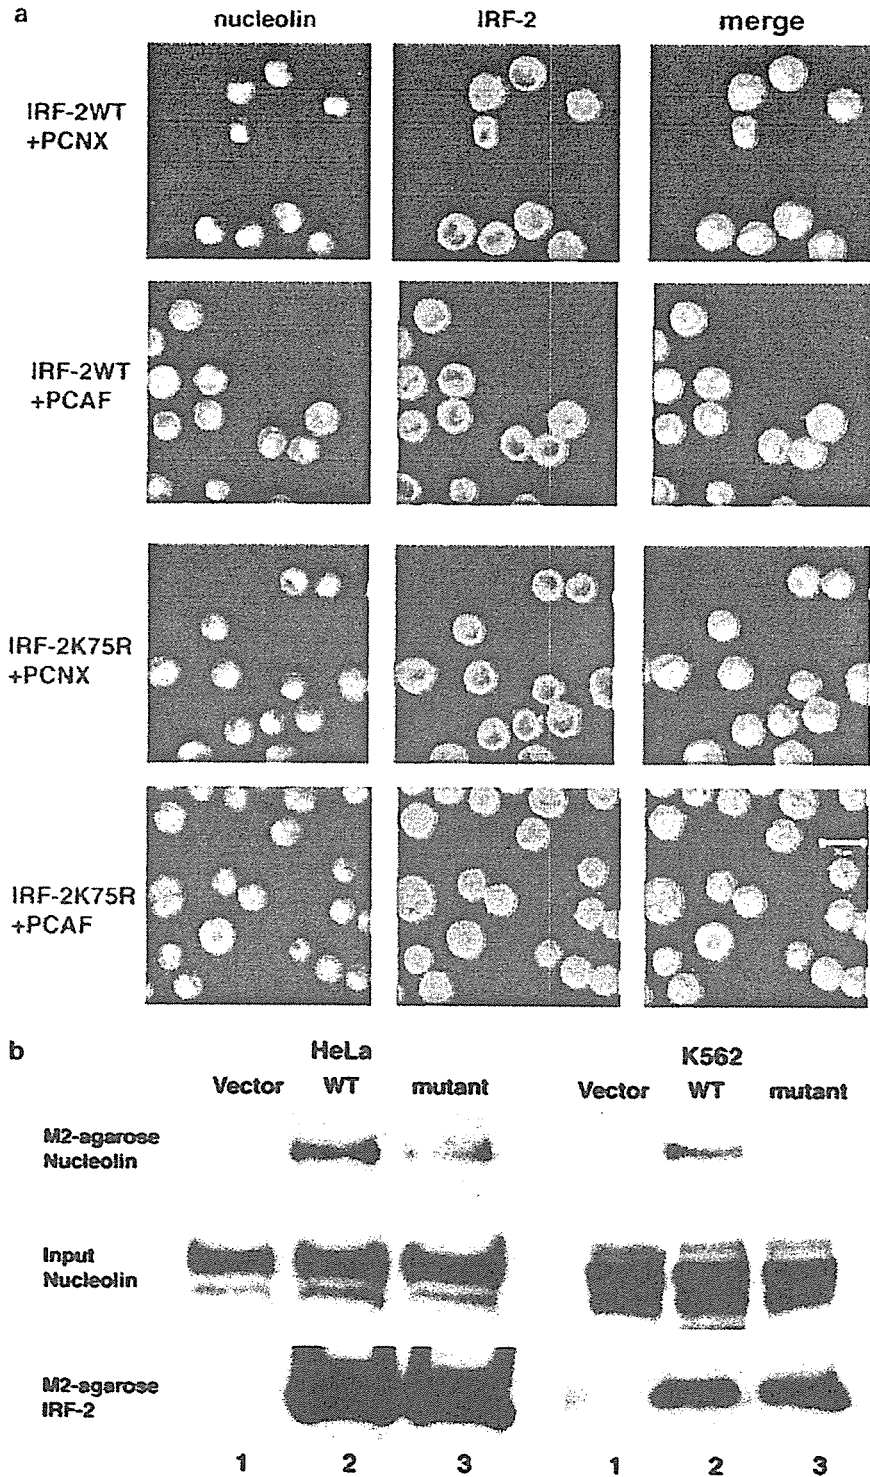 a
nucleolin IRF-2 merge
IRF-2WT
+PCNX
IRF-2WT
+PCAF
IRF-2K75R
+PCNX
IRF-2K75R
+PCAF
b
HeLa K562
Vector WT mutant Vector WT mutant
M2-agarose
Nucleolin
Input
Nucleolin
M2-agarose
IRF-2
1 2 3 1 2 3